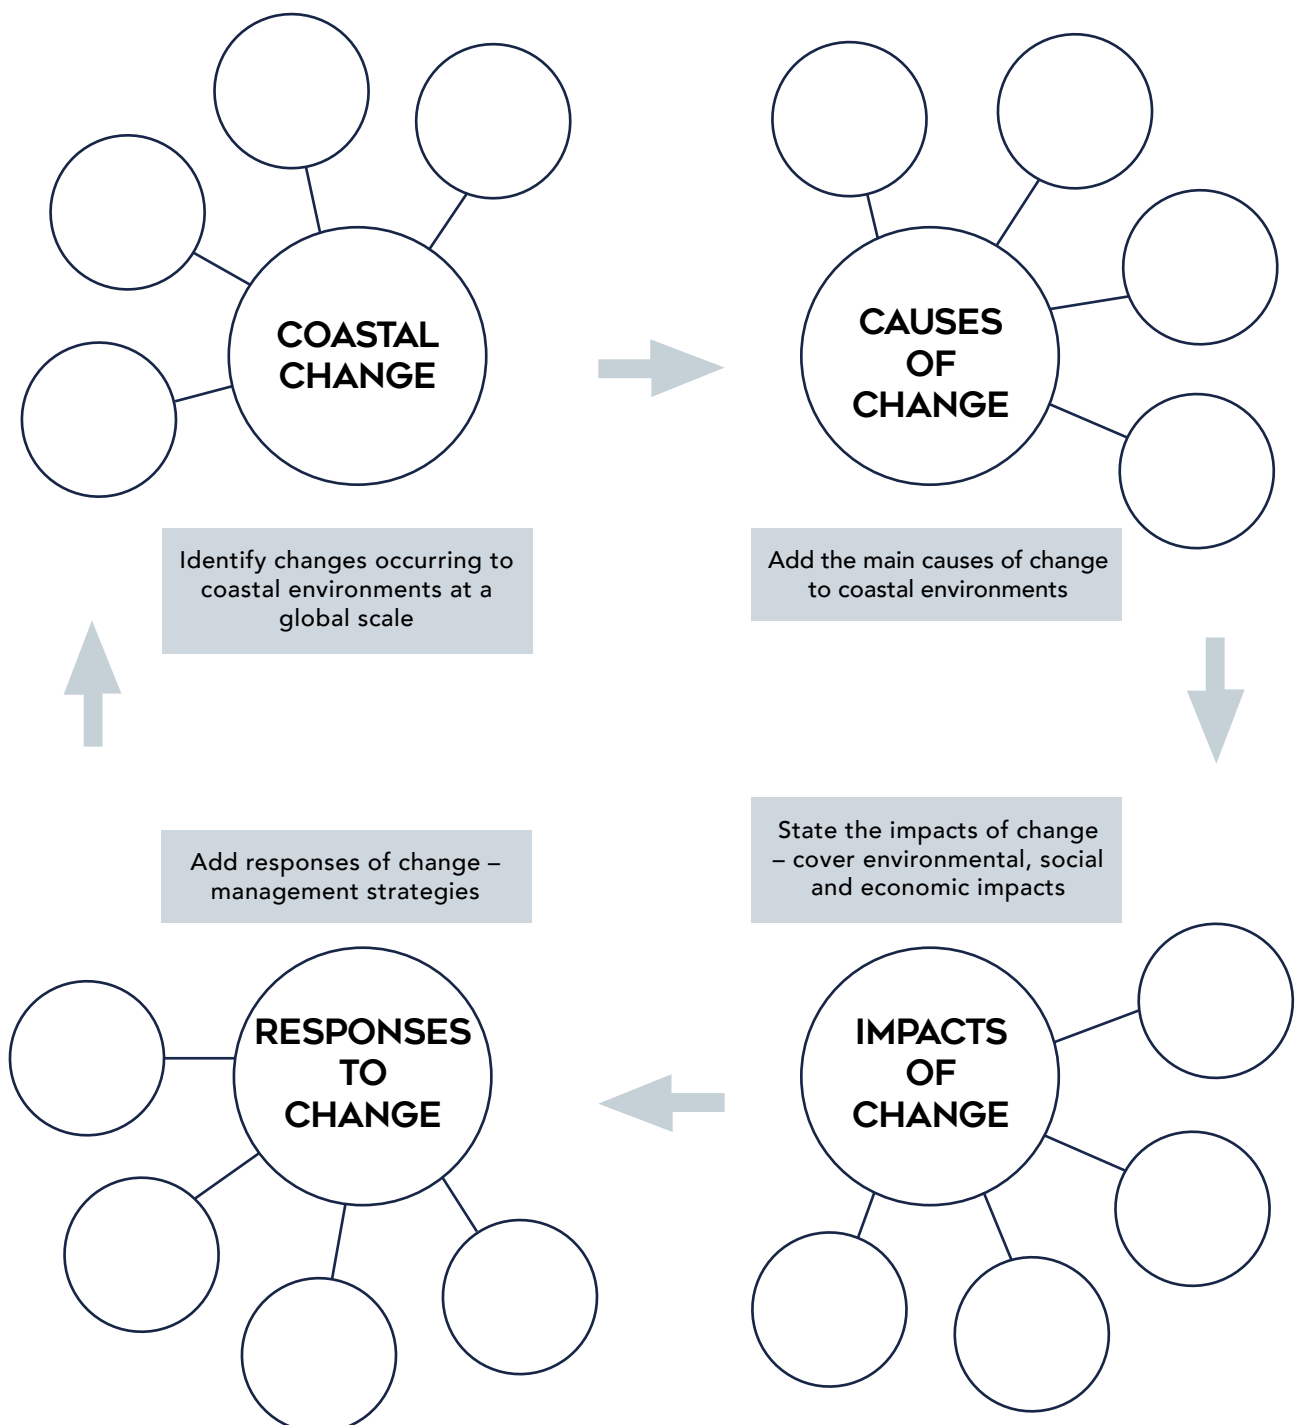 COASTAL
CHANGE
CAUSES
OF
CHANGE
Identify changes occurring to
coastal environments at a
global scale
Add the main causes of change
to coastal environments
Add responses of change –
management strategies
State the impacts of change
– cover environmental, social
and economic impacts
RESPONSES
TO
CHANGE
IMPACTS
OF
CHANGE